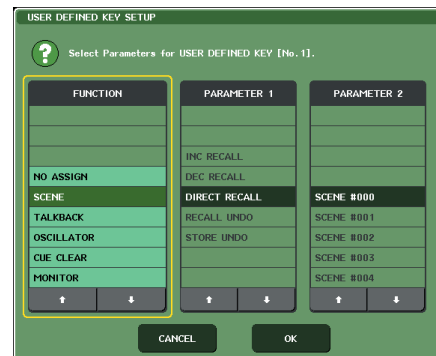 USER DEFINED KEY SETUP
Select Parameters for USER DEFINED KEY [No.1].
FUNCTION
NO ASSIGN
SCENE
TALKBACK
OSCILLATOR
CUE CLEAR
MONITOR
PARAMETER 1
INC RECALL
DEC RECALL
DIRECT RECALL
RECALL UNDO
STORE UNDO
PARAMETER 2
SCENE #000
SCENE #001
SCENE #002
SCENE #003
SCENE #004
CANCEL
OK